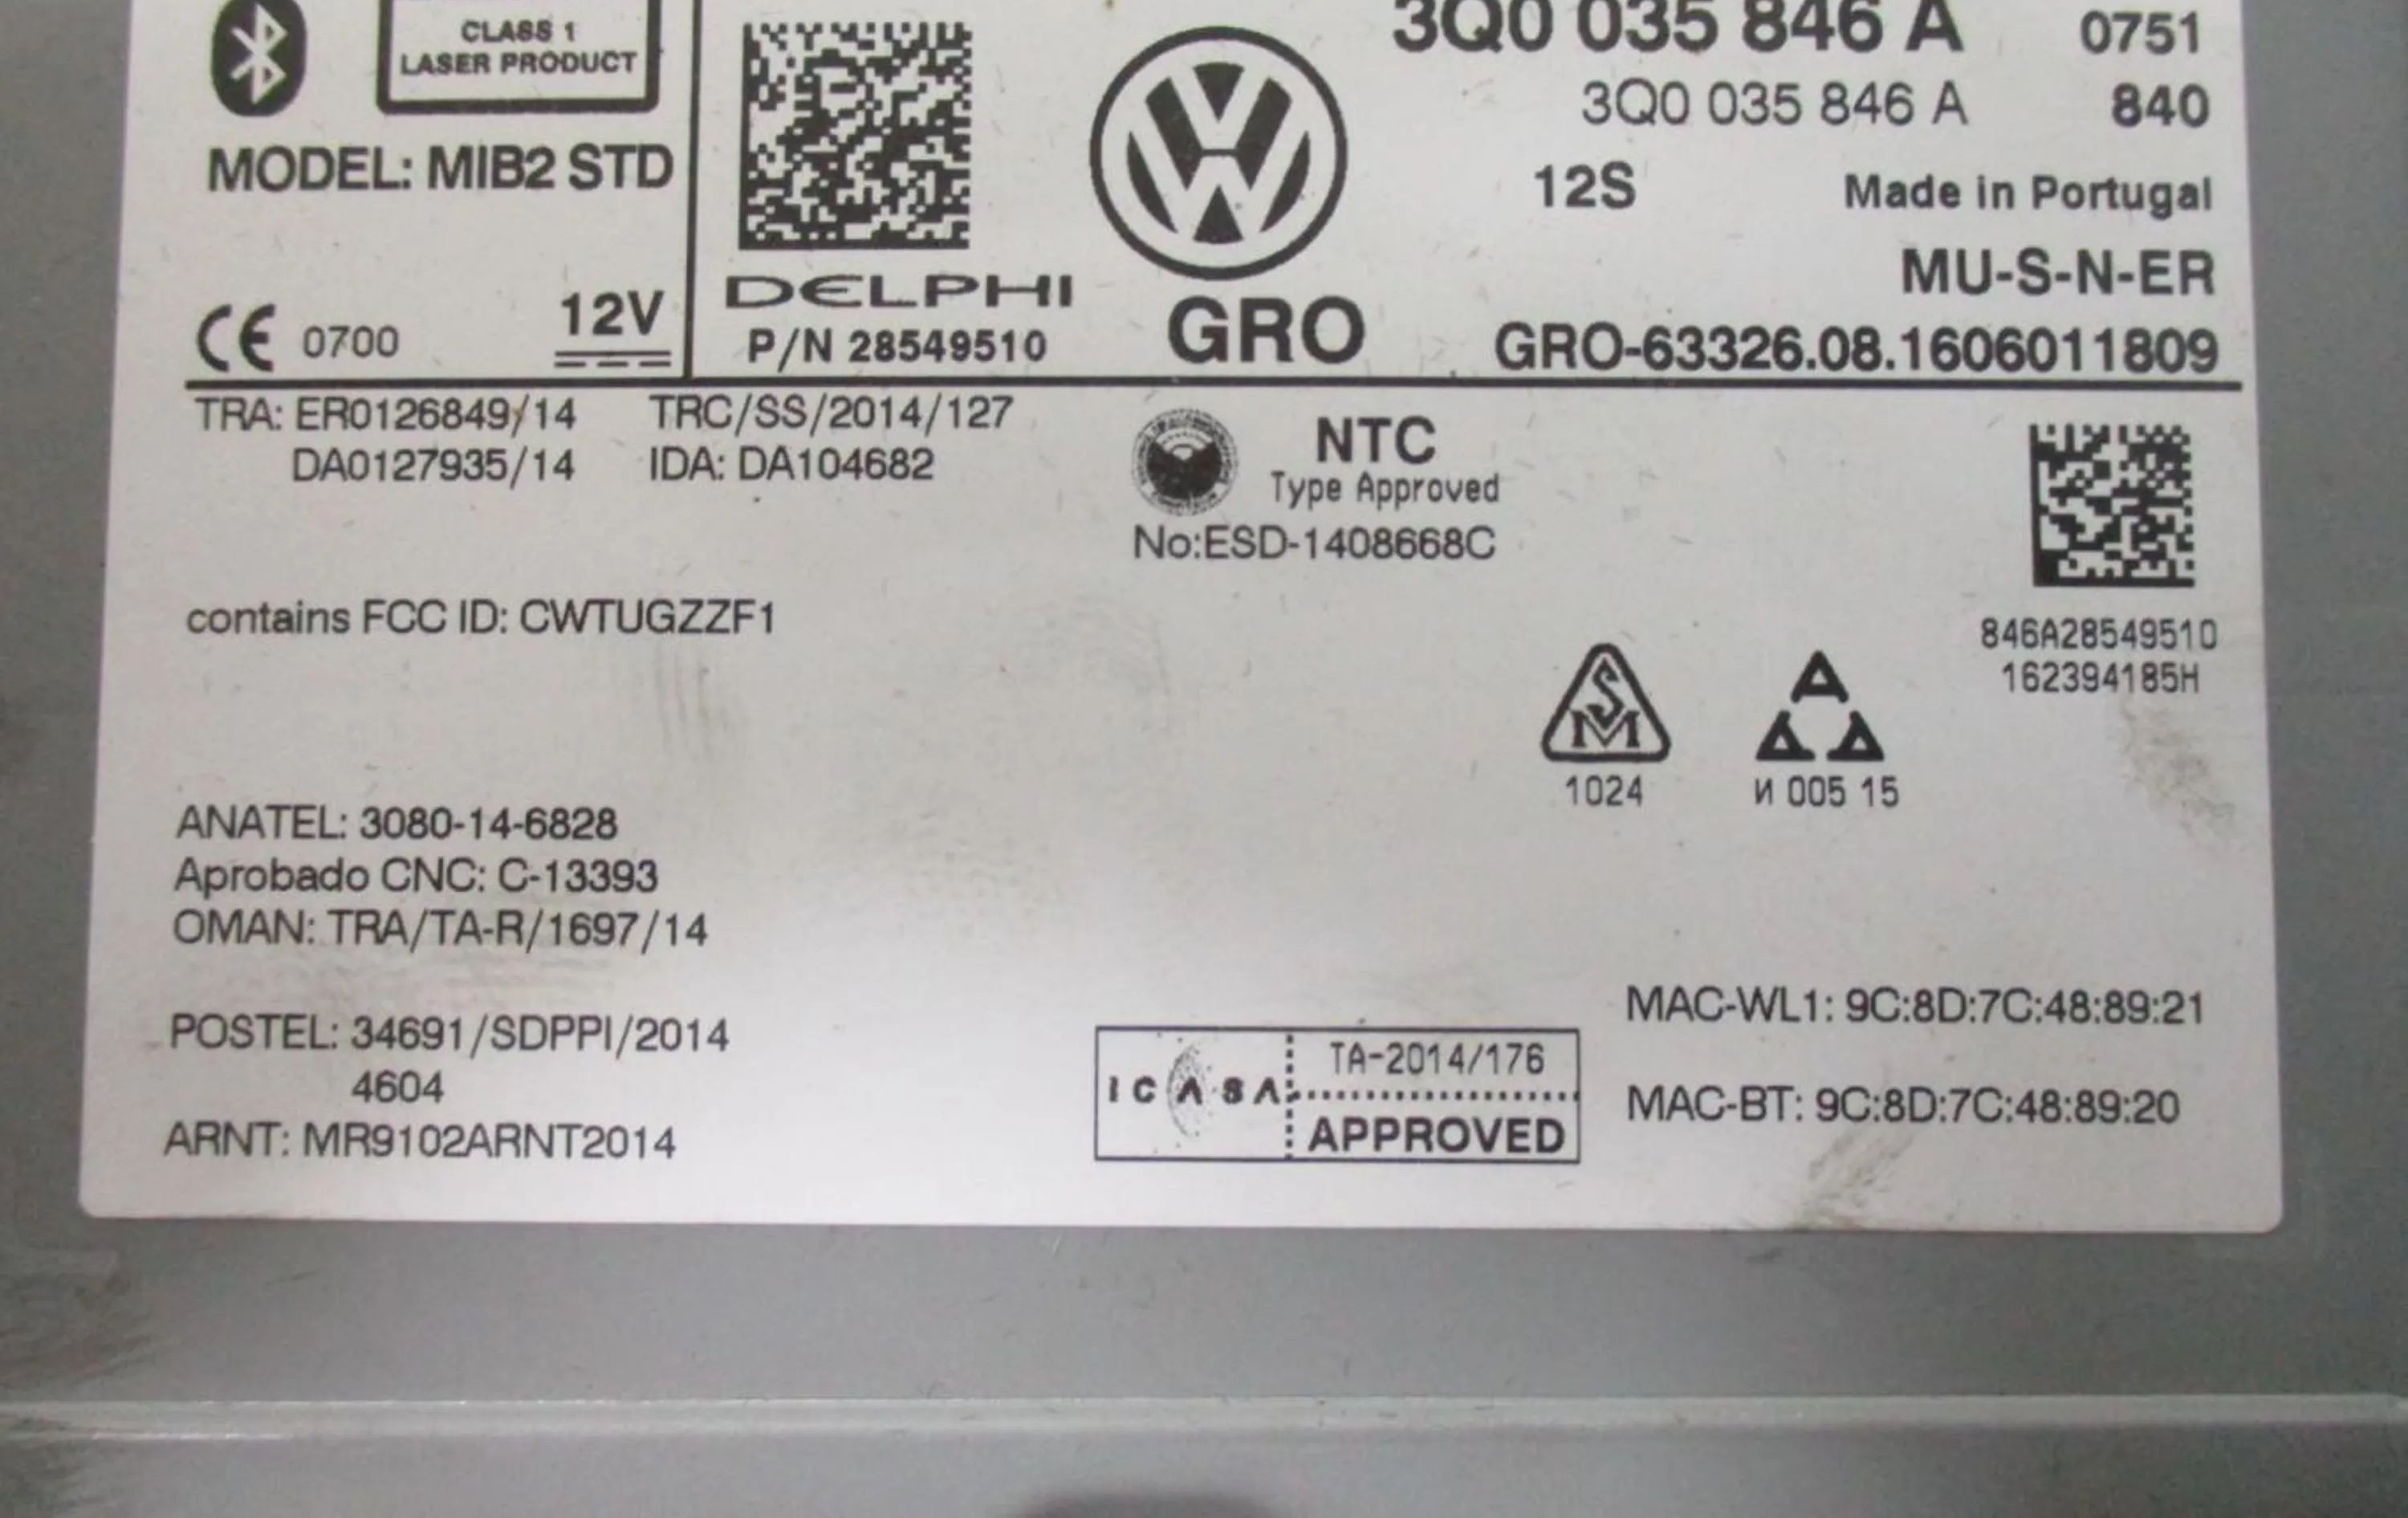 CLASS 1
LASER PRODUCT
MODEL: MIB2 STD
CE 0700
12V
DELPHI
P/N 28549510
GRO
3Q0 035 846 A 0751
3Q0 035 846 A 840
12S Made in Portugal
MU-S-N-ER
GRO-63326.08.1606011809
TRA: ER0126849/14 TRC/SS/2014/127
DA0127935/14 IDA: DA104682
NTC
Type Approved
No:ESD-1408668C
contains FCC ID: CWTUGZZF1
846A28549510
162394185H
1024
И 005 15
ANATEL: 3080-14-6828
Aprobado CNC: C-13393
OMAN: TRA/TA-R/1697/14
POSTEL: 34691/SDPPI/2014
4604
ARNT: MR9102ARNT2014
ICASA TA-2014/176
APPROVED
MAC-WL1: 9C:8D:7C:48:89:21
MAC-BT: 9C:8D:7C:48:89:20